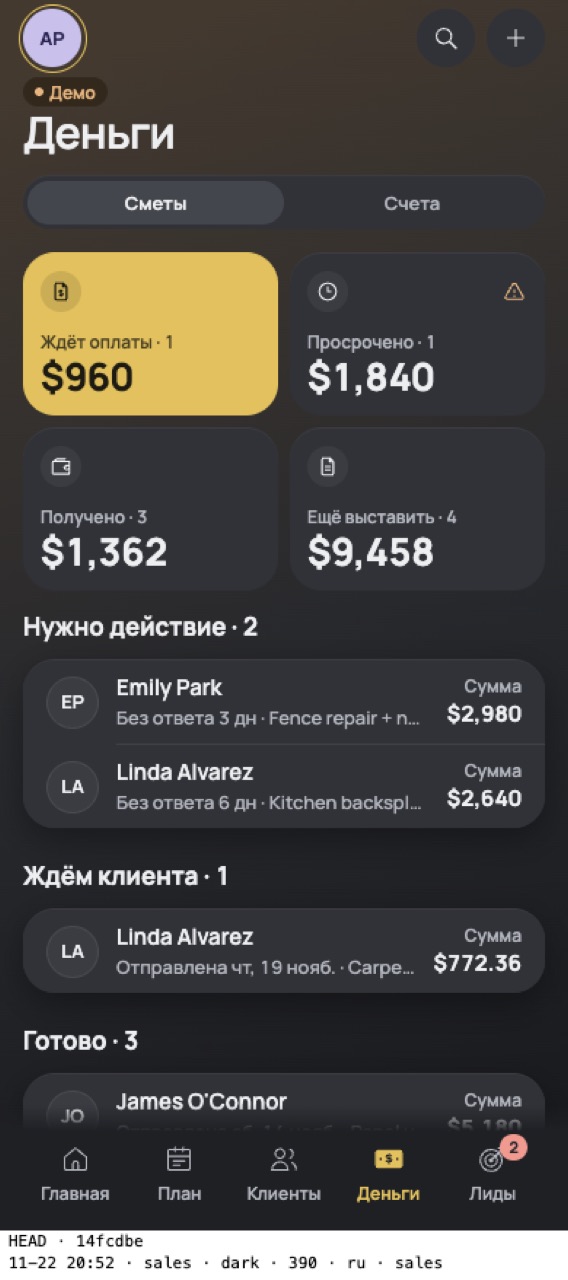 AP
Демо
Деньги
Сметы
Счета
Ждёт оплаты · 1
$960
Просрочено · 1
$1,840
Получено · 3
$1,362
Ещё выставить · 4
$9,458
Нужно действие · 2
EP
Emily Park
Без ответа 3 дн · Fence repair + n...
Сумма
$2,980
LA
Linda Alvarez
Без ответа 6 дн · Kitchen backspl...
Сумма
$2,640
Ждём клиента · 1
LA
Linda Alvarez
Отправлена чт, 19 нояб. · Carpe...
Сумма
$772.36
Готово · 3
JO
James O'Connor
Сумма
$5,180
Главная
План
Клиенты
Деньги
Лиды
2
HEAD · 14fcdbe
11-22 20:52 · sales · dark · 390 · ru · sales